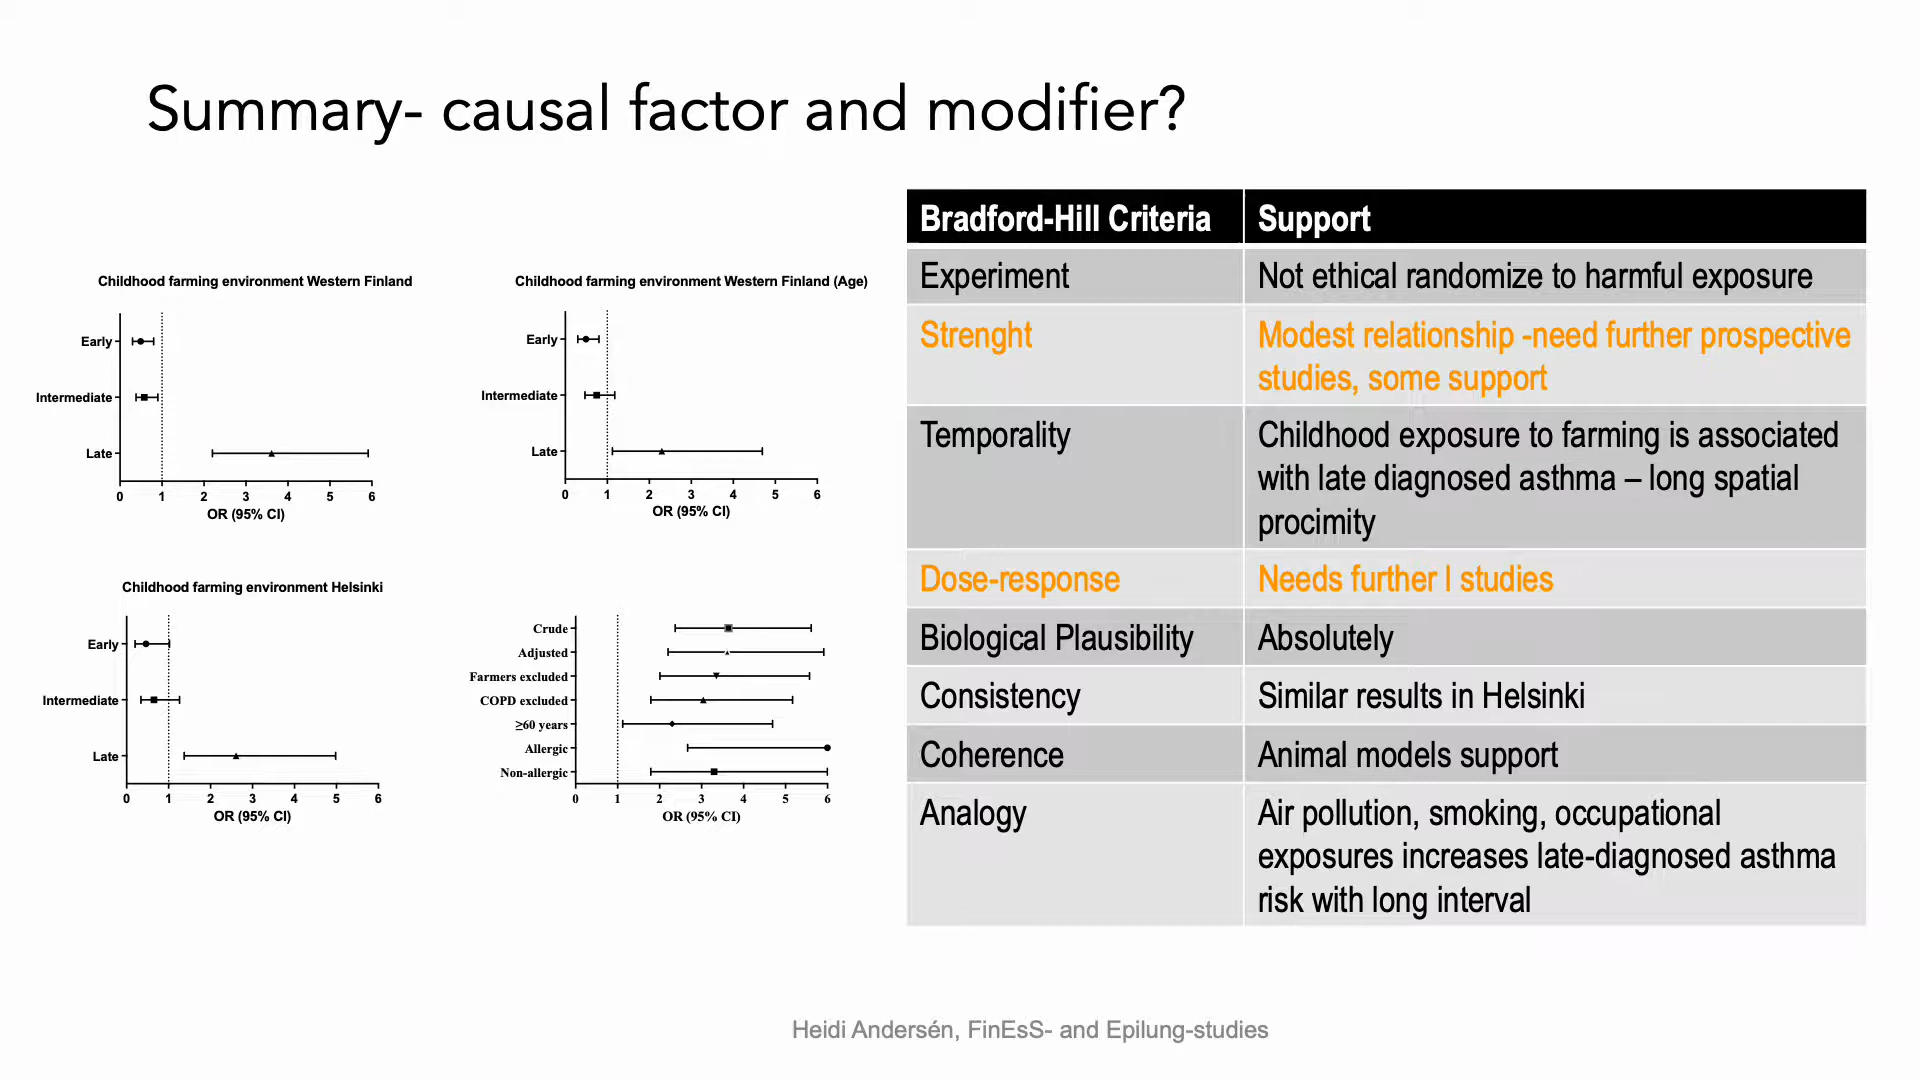 Summary- causal factor and modifier?
Childhood farming environment Western Finland
Early
Intermediate
Late
0 1 2 3 4 5 6
OR (95% CI)
Childhood farming environment Western Finland (Age)
Early
Intermediate
Late
0 1 2 3 4 5 6
OR (95% CI)
Childhood farming environment Helsinki
Early
Intermediate
Late
0 1 2 3 4 5 6
OR (95% CI)
Crude
Adjusted
Farmers excluded
COPD excluded
≥60 years
Allergic
Non-allergic
0 1 2 3 4 5 6
OR (95% CI)
Bradford-Hill Criteria Support
Experiment Not ethical randomize to harmful exposure
Strenght Modest relationship -need further prospective
studies, some support
Temporality Childhood exposure to farming is associated
with late diagnosed asthma – long spatial
procimity
Dose-response Needs further l studies
Biological Plausibility Absolutely
Consistency Similar results in Helsinki
Coherence Animal models support
Analogy Air pollution, smoking, occupational
exposures increases late-diagnosed asthma
risk with long interval
Heidi Andersén, FinEsS- and Epilung-studies